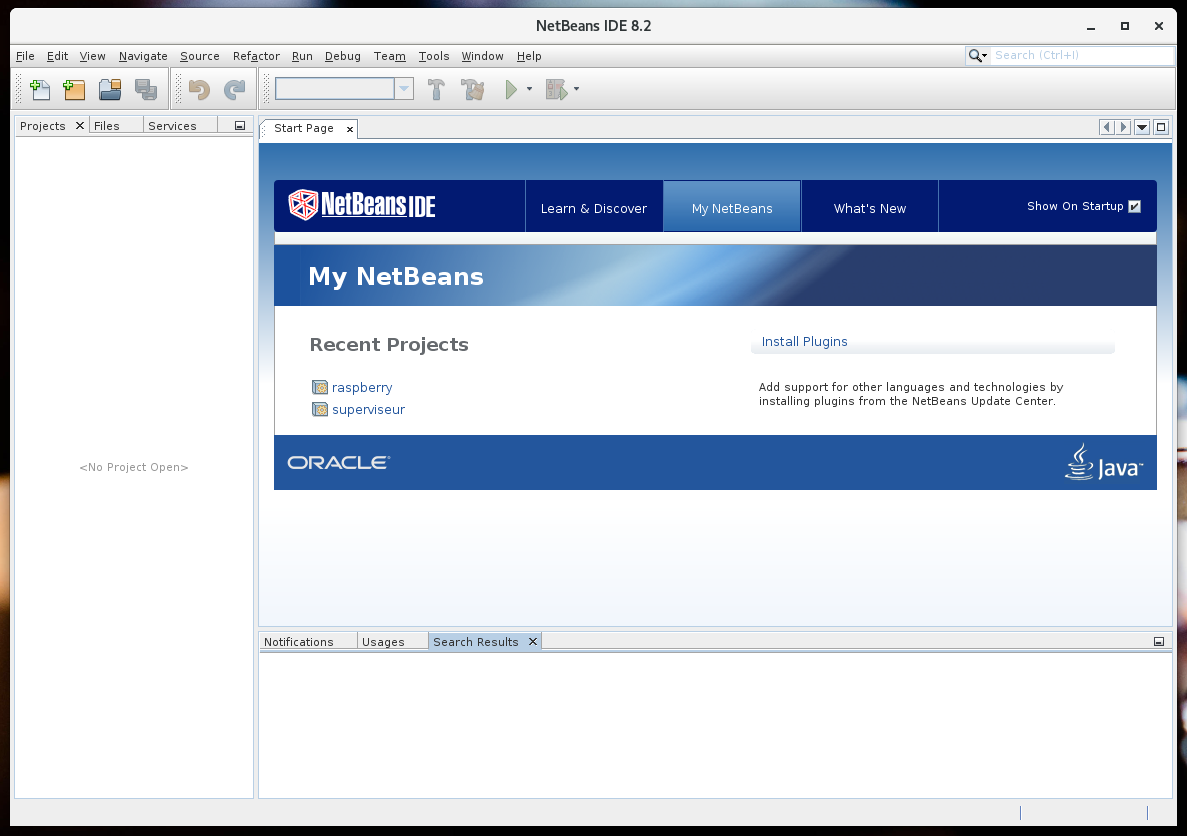 NetBeans IDE 8.2
File Edit View Navigate Source Refactor Run Debug Team Tools Window Help
Search (Ctrl+I)
Projects Files Services
Start Page
NetBeans IDE
Learn & Discover
My NetBeans
What's New
Show On Startup
My NetBeans
Recent Projects
raspberry
superviseur
Install Plugins
Add support for other languages and technologies by
installing plugins from the NetBeans Update Center.
<No Project Open>
ORACLE
Java
Notifications Usages Search Results